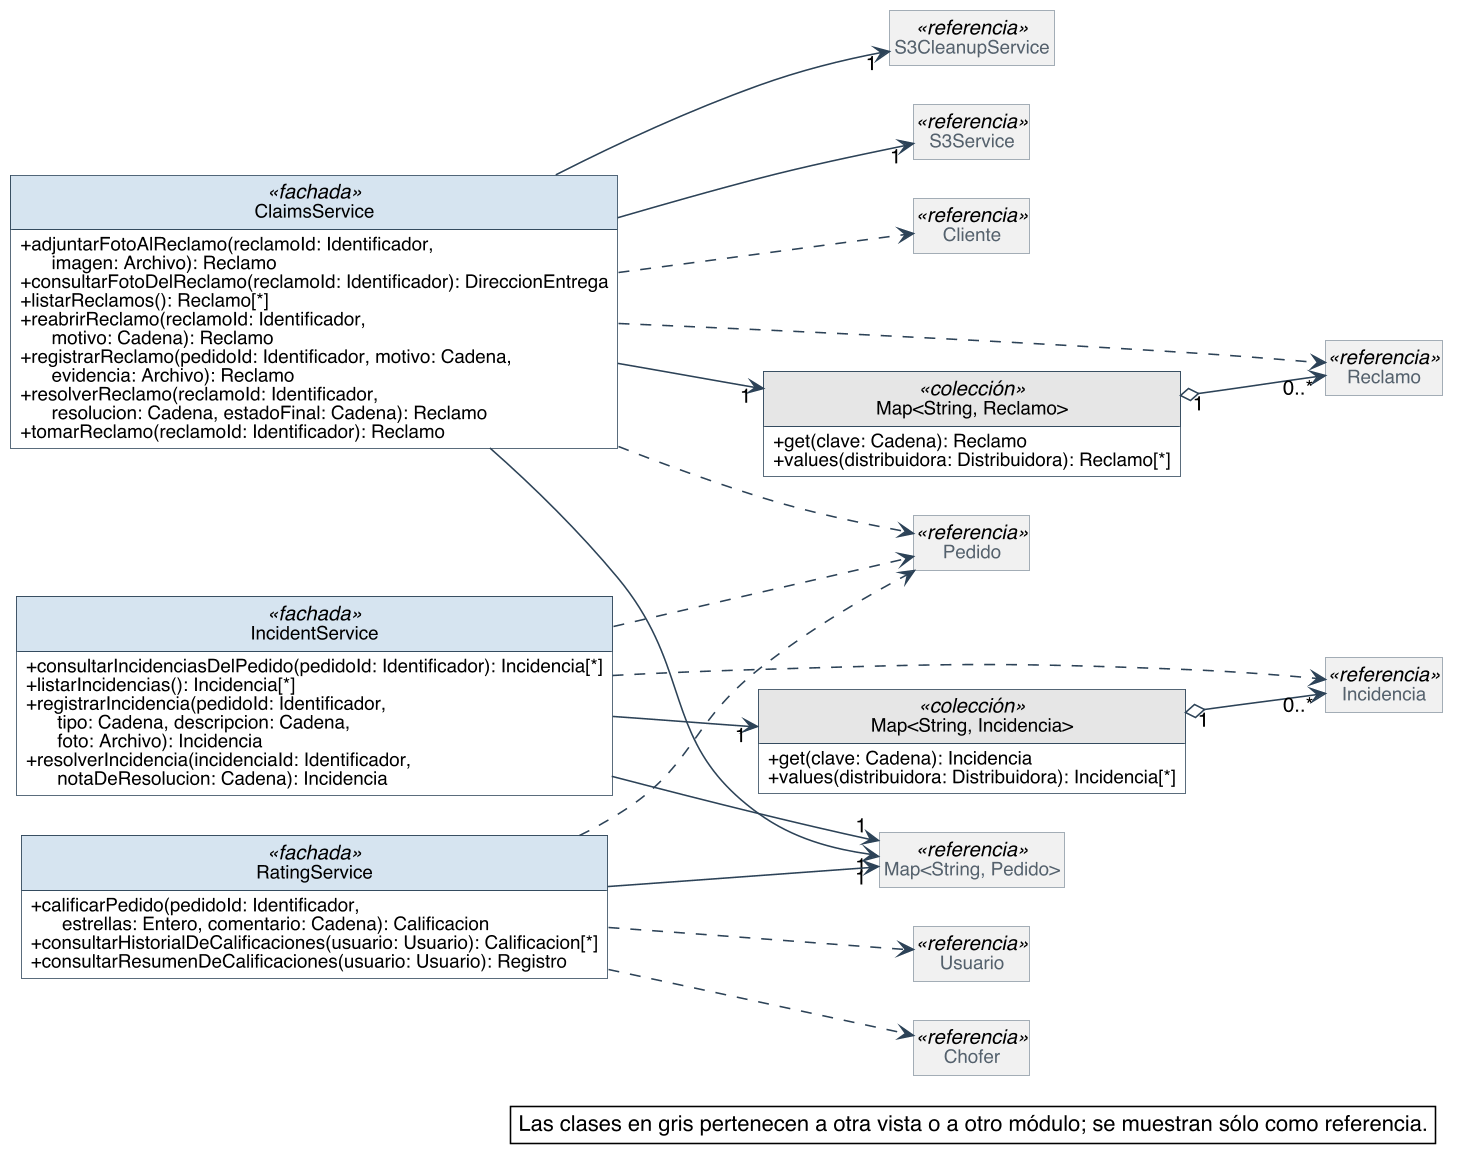 «referencia»
S3CleanupService
1
«referencia»
S3Service
1
«fachada»
ClaimsService
+adjuntarFotoAlReclamo(reclamoId: Identificador,
imagen: Archivo): Reclamo
+consultarFotoDelReclamo(reclamoId: Identificador): DireccionEntrega
+listarReclamos(): Reclamo[*]
+reabrirReclamo(reclamoId: Identificador,
motivo: Cadena): Reclamo
+registrarReclamo(pedidoId: Identificador, motivo: Cadena,
evidencia: Archivo): Reclamo
+resolverReclamo(reclamoId: Identificador,
resolucion: Cadena, estadoFinal: Cadena): Reclamo
+tomarReclamo(reclamoId: Identificador): Reclamo
«referencia»
Cliente
«referencia»
Reclamo
1
«colección»
Map<String, Reclamo>
+get(clave: Cadena): Reclamo
+values(distribuidora: Distribuidora): Reclamo[*]
1
0..*
«referencia»
Pedido
«fachada»
IncidentService
+consultarIncidenciasDelPedido(pedidoId: Identificador): Incidencia[*]
+listarIncidencias(): Incidencia[*]
+registrarIncidencia(pedidoId: Identificador,
tipo: Cadena, descripcion: Cadena,
foto: Archivo): Incidencia
+resolverIncidencia(incidenciaId: Identificador,
notaDeResolucion: Cadena): Incidencia
«referencia»
Incidencia
1
«colección»
Map<String, Incidencia>
+get(clave: Cadena): Incidencia
+values(distribuidora: Distribuidora): Incidencia[*]
1
0..*
1
1
1
«referencia»
Map<String, Pedido>
«fachada»
RatingService
+calificarPedido(pedidoId: Identificador,
estrellas: Entero, comentario: Cadena): Calificacion
+consultarHistorialDeCalificaciones(usuario: Usuario): Calificacion[*]
+consultarResumenDeCalificaciones(usuario: Usuario): Registro
«referencia»
Usuario
«referencia»
Chofer
Las clases en gris pertenecen a otra vista o a otro módulo; se muestran sólo como referencia.